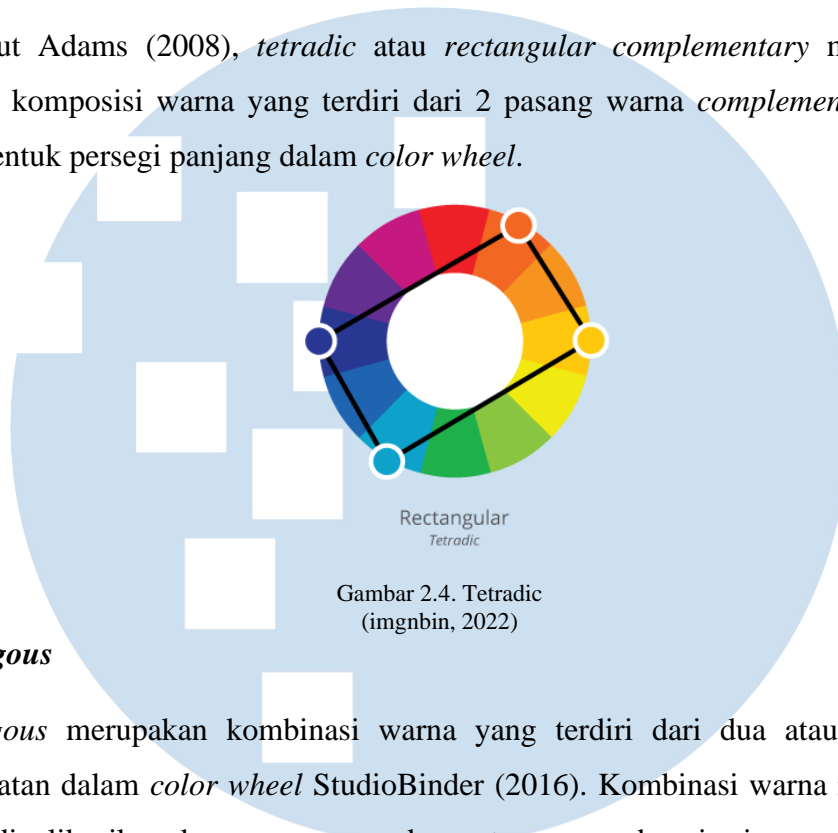 ut Adams (2008), tetradic atau rectangular complementary
komposisi warna yang terdiri dari 2 pasang warna complemen
entuk persegi panjang dalam color wheel.
Rectangular
Tetradic
Gambar 2.4. Tetradic
(imgnbin, 2022)
gous
gous merupakan kombinasi warna yang terdiri dari dua atau
atan dalam color wheel StudioBinder (2016). Kombinasi warna